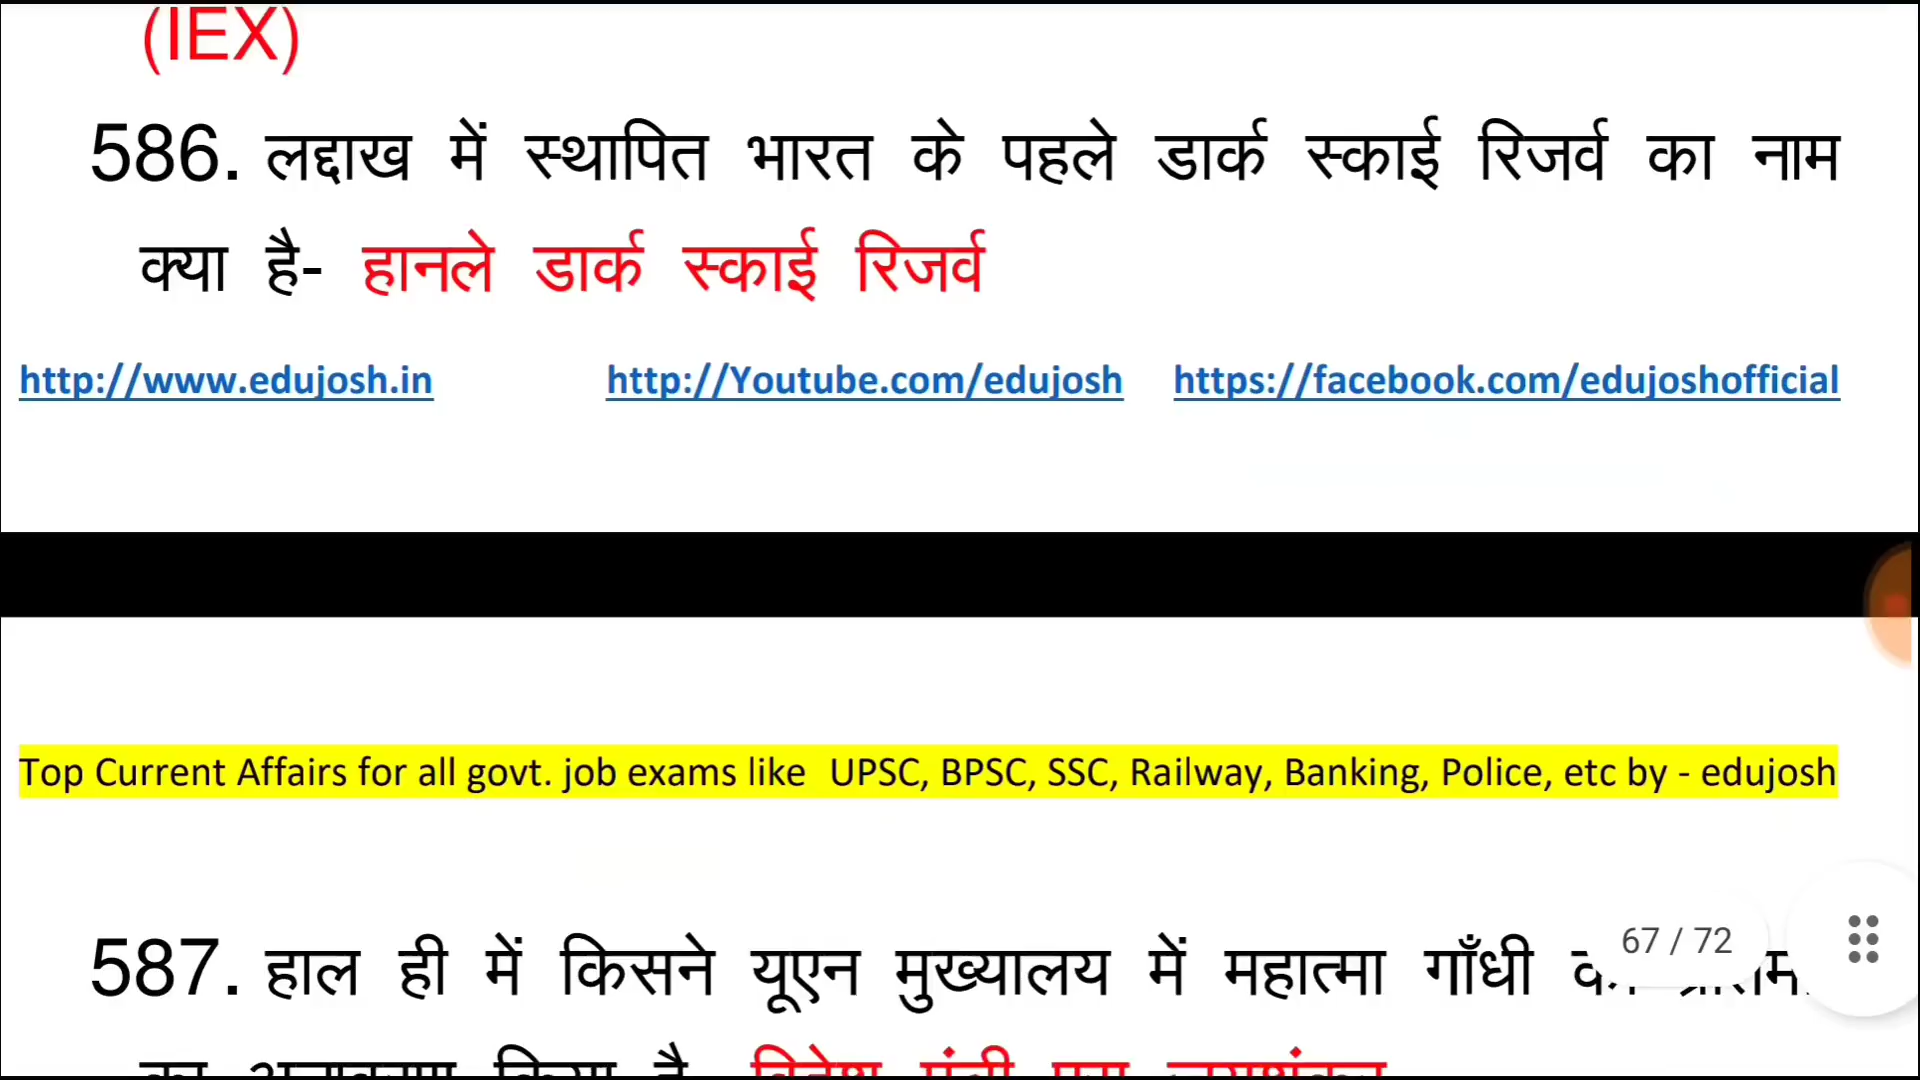 (IEX)
586. लद्दाख में स्थापित भारत के पहले डार्क स्काई रिजर्व का नाम
क्या है- हानले डार्क स्काई रिजर्व
http://www.edujosh.in http://Youtube.com/edujosh https://facebook.com/edujoshofficial
Top Current Affairs for all govt. job exams like UPSC, BPSC, SSC, Railway, Banking, Police, etc by - edujosh
587. हाल ही में किसने यूएन मुख्यालय में महात्मा गाँधी
67 / 72